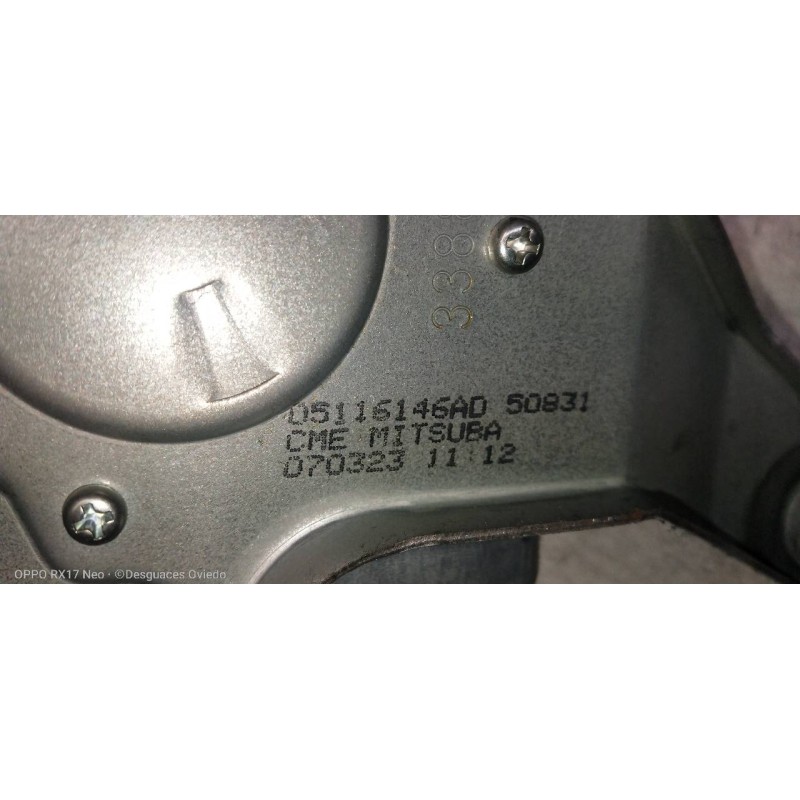 338
05116146AD 50831
CME MITSUBA
070323 11:12
OPPO RX17 Neo · ©Desguaces Oviedo